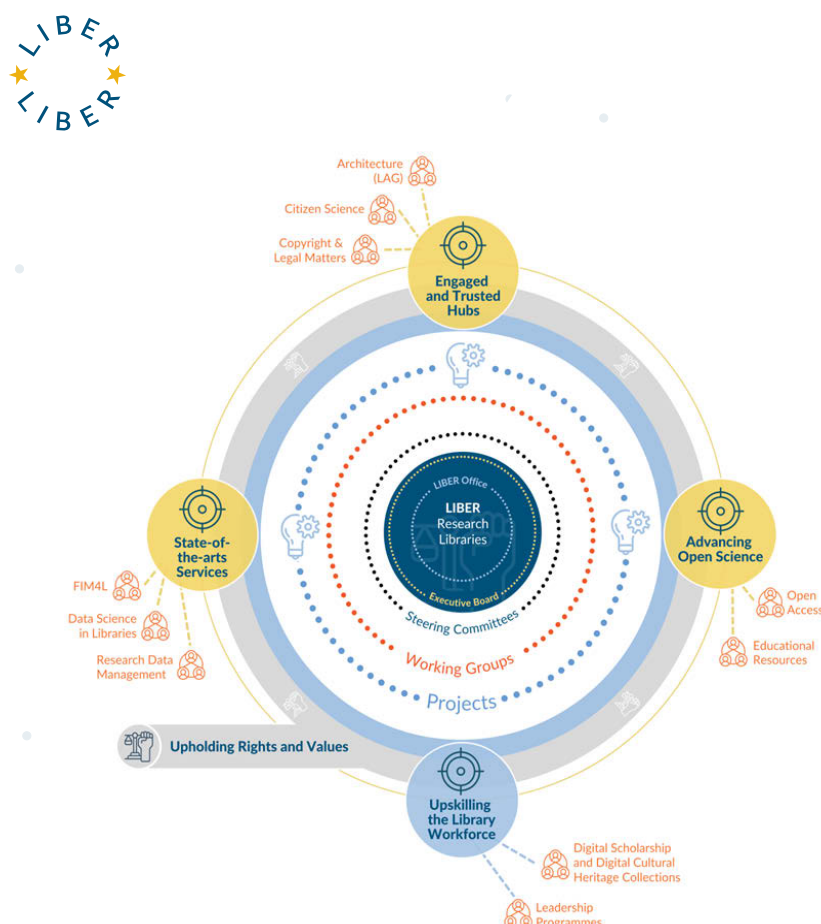 LIBER
LIBER
Architecture
(LAG)
Citizen Science
Copyright &
Legal Matters
Engaged
and Trusted
Hubs
State-of-
the-arts
Services
FIM4L
Data Science
in Libraries
Research Data
Management
LIBER Office
LIBER
Research
Libraries
Executive Board
Steering Committees
Working Groups
Projects
Advancing
Open Science
Open
Access
Educational
Resources
Upholding Rights and Values
Upskilling
the Library
Workforce
Digital Scholarship
and Digital Cultural
Heritage Collections
Leadership
Programmes